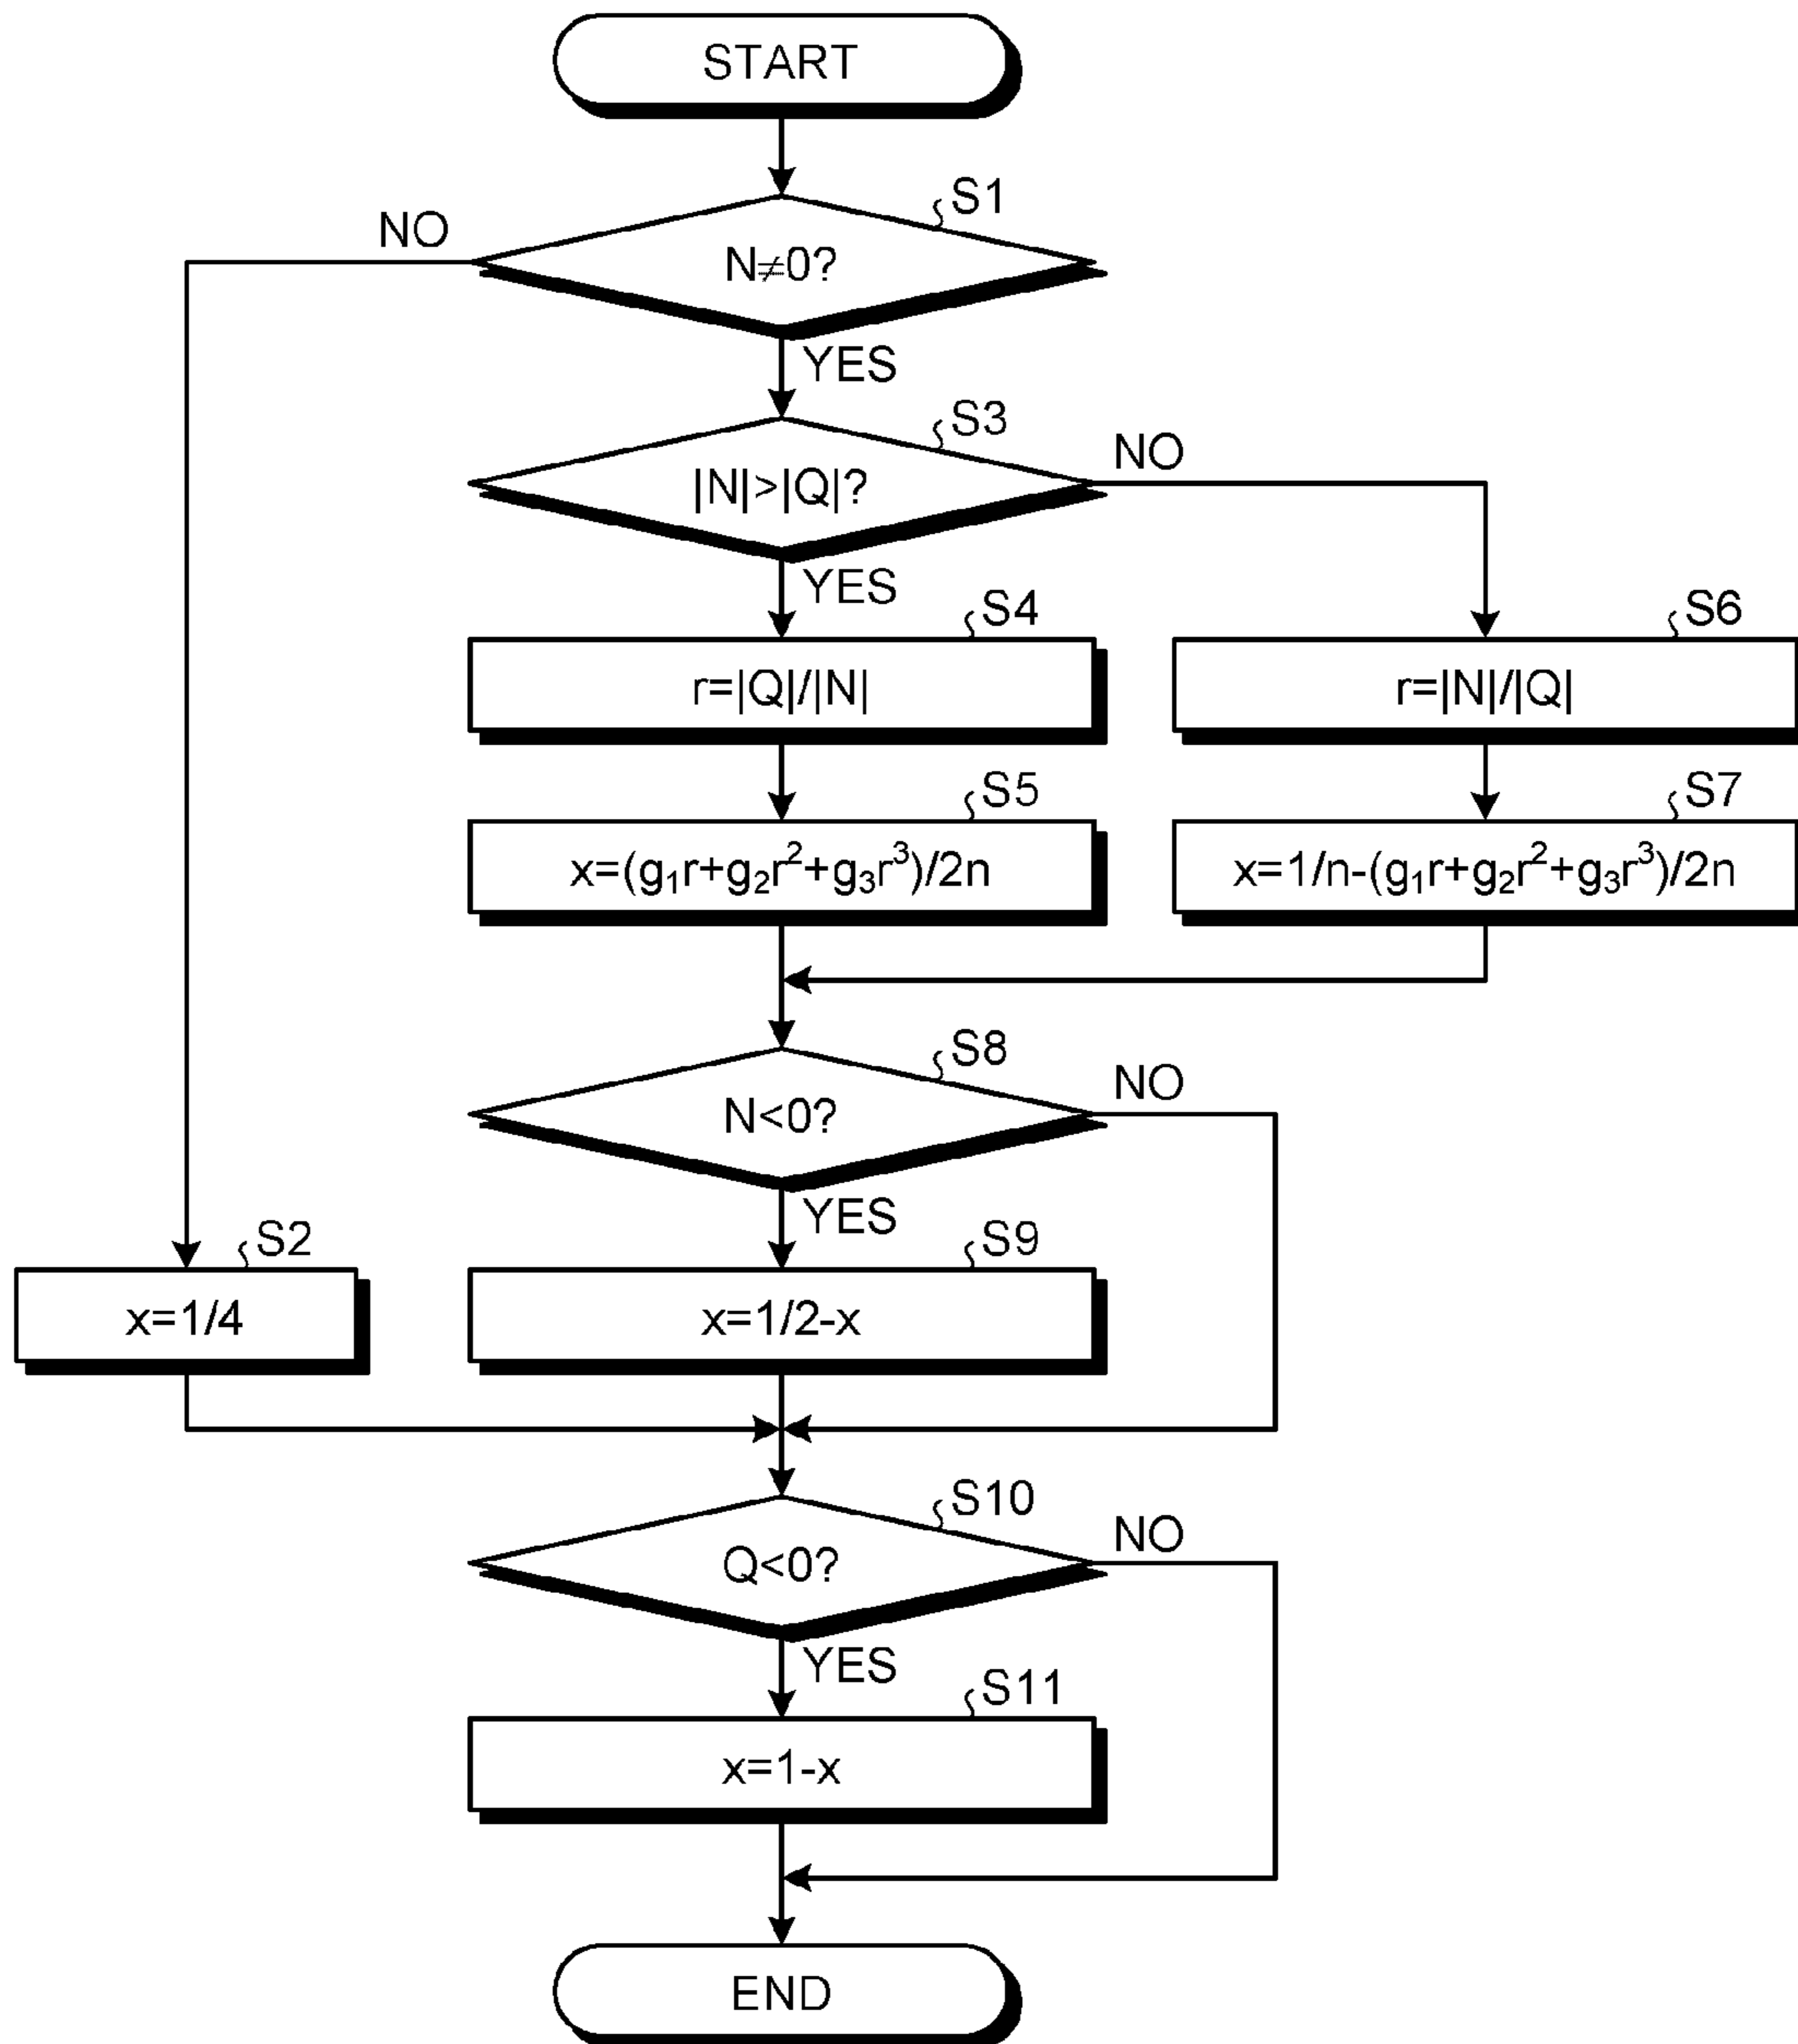 START
S1
NO
N≠0?
YES
S3
NO
|N|>|Q|?
YES
S4
S6
r=|Q|/|N|
r=|N|/|Q|
S5
S7
x=(g₁r+g₂r²+g₃r³)/2n
x=1/n-(g₁r+g₂r²+g₃r³)/2n
S8
NO
N<0?
YES
S2
S9
x=1/4
x=1/2-x
S10
NO
Q<0?
YES
S11
x=1-x
END